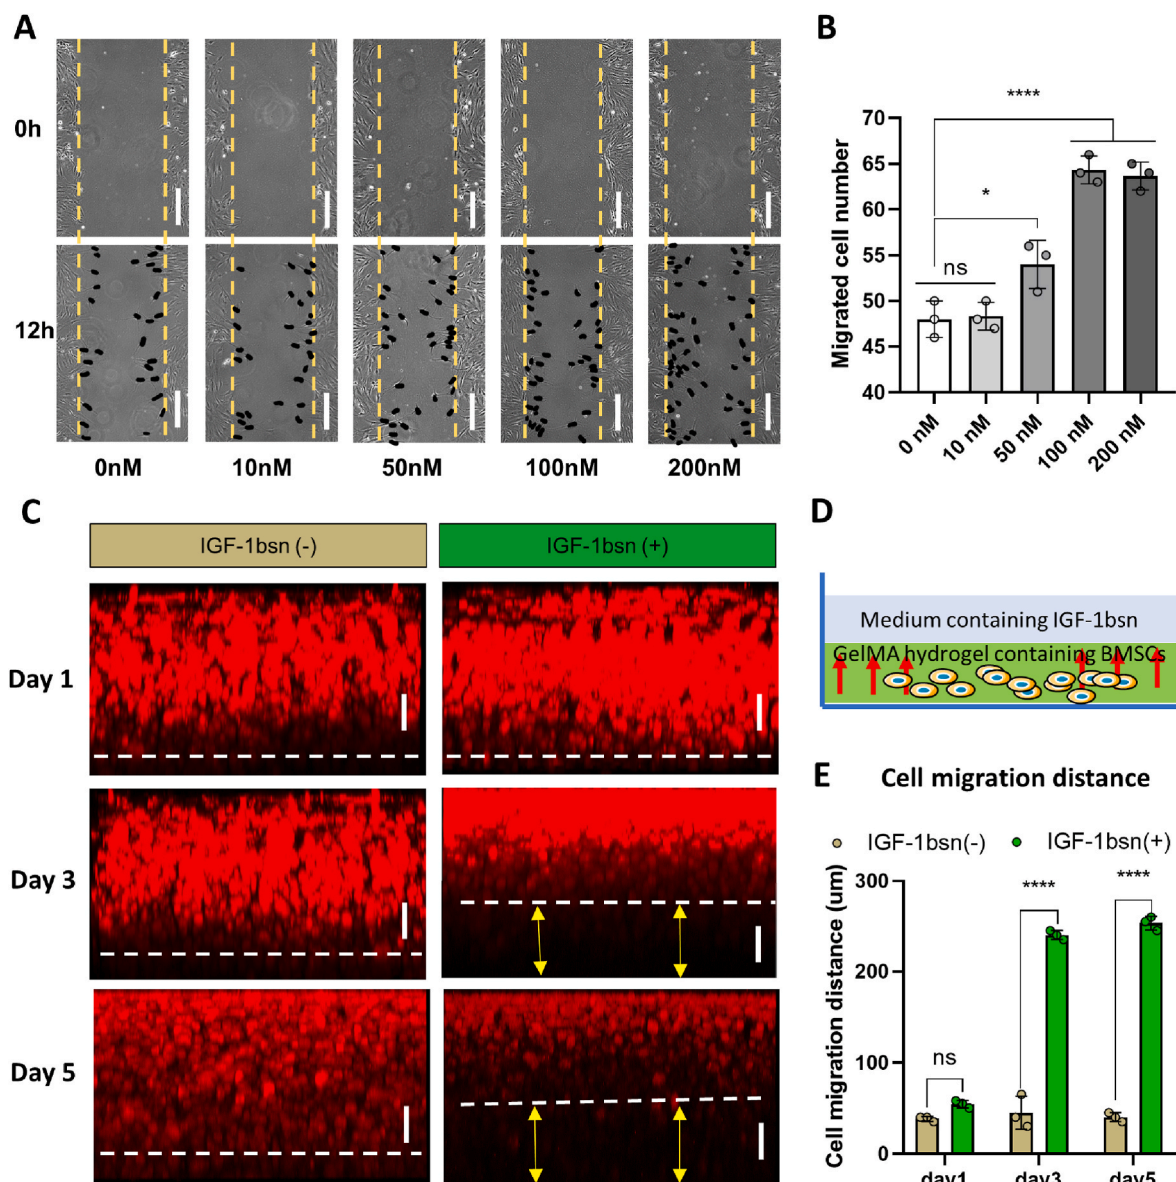 A
0h
12h
0nM
10nM
50nM
100nM
200nM
B
****
*
ns
Migrated cell number
70
65
60
55
50
45
40
0 nM
10 nM
50 nM
100 nM
200 nM
C
IGF-1bsn (-)
IGF-1bsn (+)
Day 1
Day 3
Day 5
D
Medium containing IGF-1bsn
GelMA hydrogel containing BMSCs
E
Cell migration distance
IGF-1bsn(-)
IGF-1bsn(+)
Cell migration distance (um)
300
200
100
0
ns
****
****
day1
day3
day5